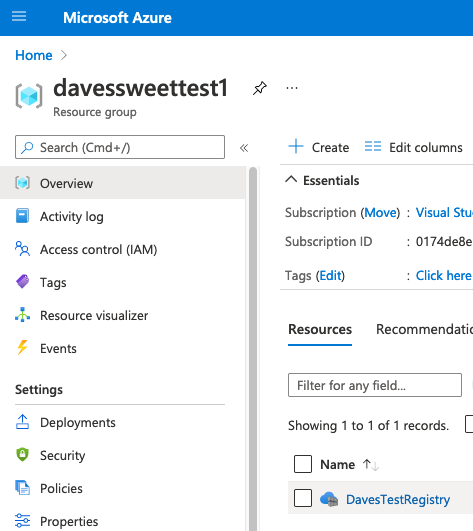 Microsoft Azure
Home >
davessweettest1 ...
Resource group
Search (Cmd+/) «
Overview
Activity log
Access control (IAM)
Tags
Resource visualizer
Events
Settings
Deployments
Security
Policies
Properties
+ Create Edit columns
Essentials
Subscription (Move) : Visual Stu
Subscription ID : 0174de8e
Tags (Edit) : Click here
Resources Recommendatio
Filter for any field...
Showing 1 to 1 of 1 records.
Name ↑↓
DavesTestRegistry